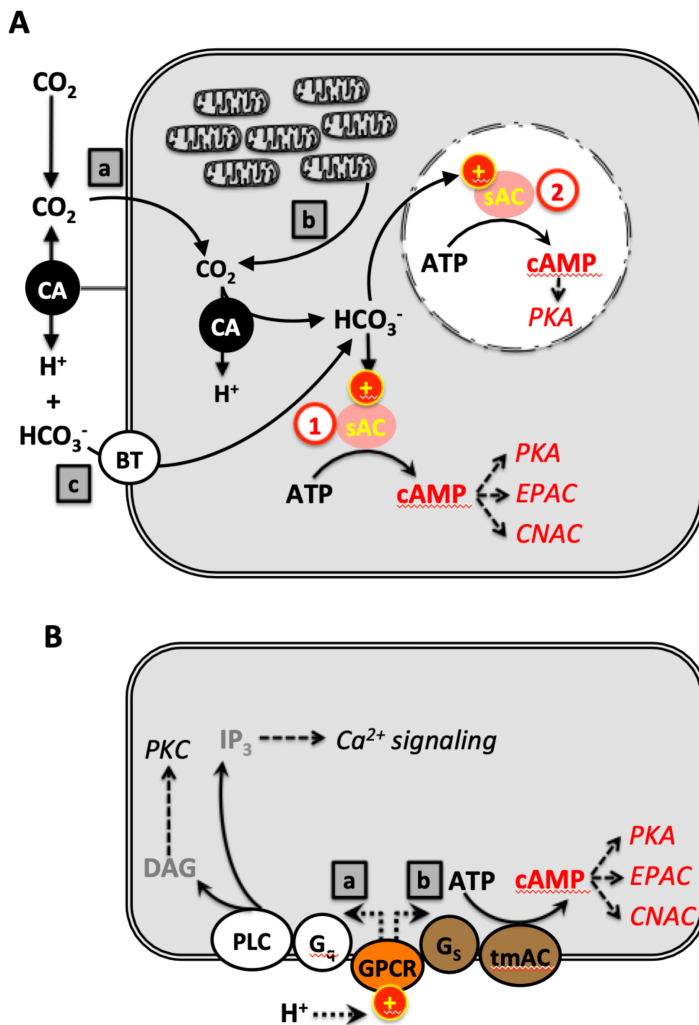 A
CO₂
a
CO₂
CA
H⁺
+
HCO₃⁻
c
BT
b
CO₂
CA
H⁺
HCO₃⁻
+
sAC
2
ATP
cAMP
PKA
+
1
sAC
ATP
cAMP
PKA
EPAC
CNAC
B
PKC
IP₃
Ca²⁺ signaling
DAG
a
b
ATP
cAMP
PKA
EPAC
CNAC
PLC
Gq
GPCR
Gs
tmAC
H⁺
+